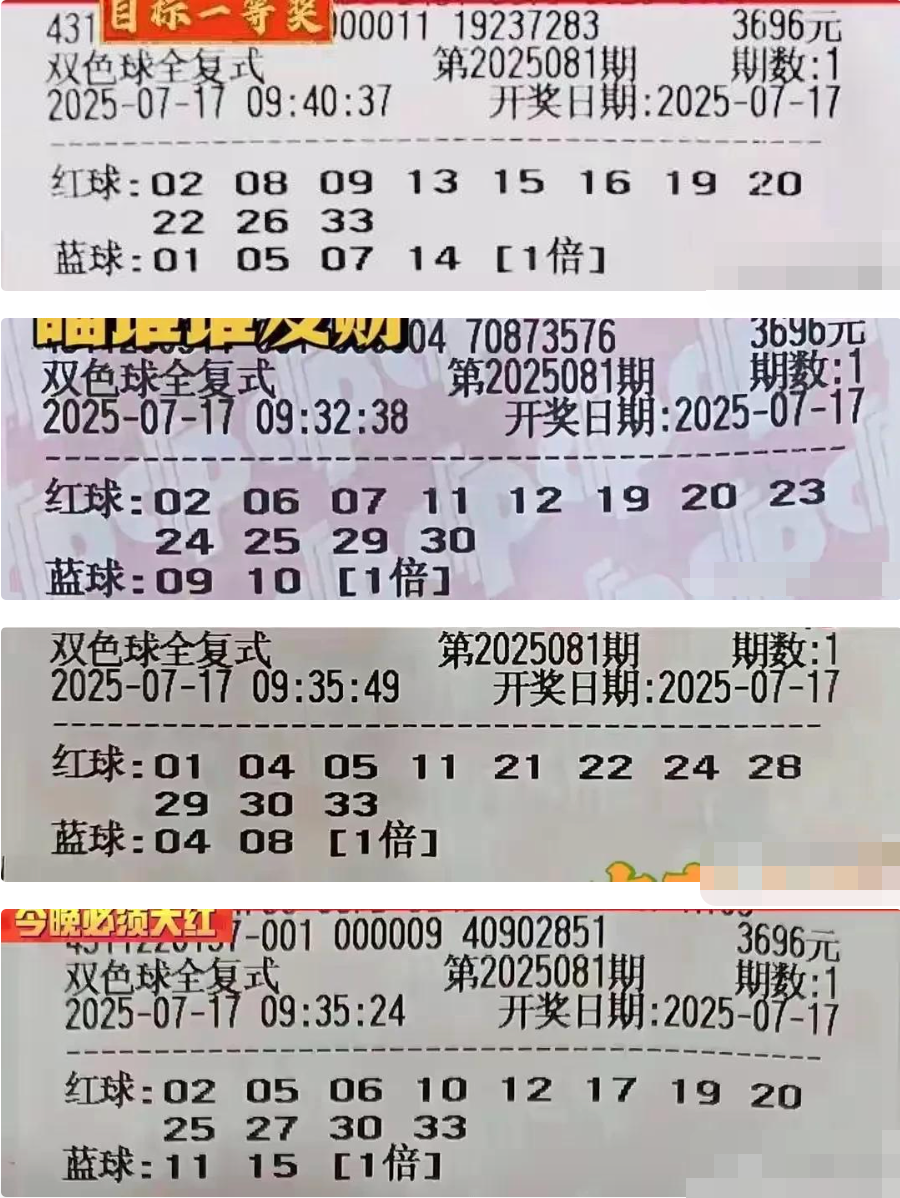 目标一等奖
431 00011 19237283 3696元
双色球全复式 第2025081期 期数:1
2025-07-17 09:40:37 开奖日期:2025-07-17
红球:02 08 09 13 15 16 19 20
22 26 33
蓝球:01 05 07 14 [1倍]
04 70873576 3696元
双色球全复式 第2025081期 期数:1
2025-07-17 09:32:38 开奖日期:2025-07-17
红球:02 06 07 11 12 19 20 23
24 25 29 30
蓝球:09 10 [1倍]
双色球全复式 第2025081期 期数:1
2025-07-17 09:35:49 开奖日期:2025-07-17
红球:01 04 05 11 21 22 24 28
29 30 33
蓝球:04 08 [1倍]
今晚必须大红
7-001 000009 40902851 3696元
双色球全复式 第2025081期 期数:1
2025-07-17 09:35:24 开奖日期:2025-07-17
红球:02 05 06 10 12 17 19 20
25 27 30 33
蓝球:11 15 [1倍]